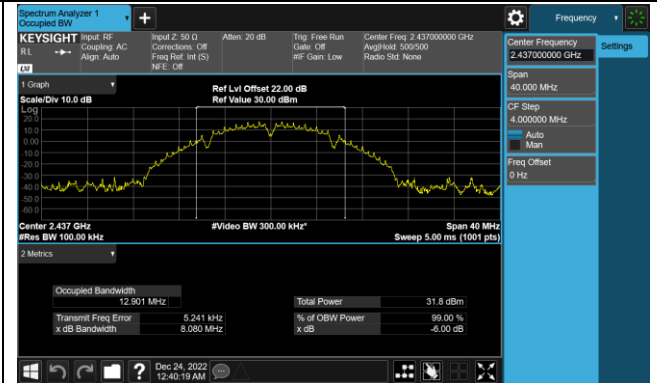 Spectrum Analyzer 1
Occupied BW
Frequency
KEYSIGHT Input: RF
R L Coupling: AC
Align: Auto
LXI
Input Z: 50 Ω
Corrections: Off
Freq Ref: Int (S)
NFE: Off
Atten: 20 dB
Trig: Free Run
Gate: Off
#IF Gain: Low
Center Freq: 2.437000000 GHz
Avg|Hold: 500/500
Radio Std: None
Center Frequency
2.437000000 GHz
Settings
Span
40.000 MHz
CF Step
4.000000 MHz
Auto
Man
Freq Offset
0 Hz
1 Graph
Scale/Div 10.0 dB
Ref Lvl Offset 22.00 dB
Ref Value 30.00 dBm
Log
20.0
10.0
0.00
-10.0
-20.0
-30.0
-40.0
-50.0
-60.0
Center 2.437 GHz
#Video BW 300.00 kHz*
Span 40 MHz
#Res BW 100.00 kHz
Sweep 5.00 ms (1001 pts)
2 Metrics
Occupied Bandwidth
12.901 MHz
Total Power 31.8 dBm
Transmit Freq Error 5.241 kHz
% of OBW Power 99.00 %
x dB Bandwidth 8.080 MHz
x dB -6.00 dB
?
Dec 24, 2022
12:40:19 AM